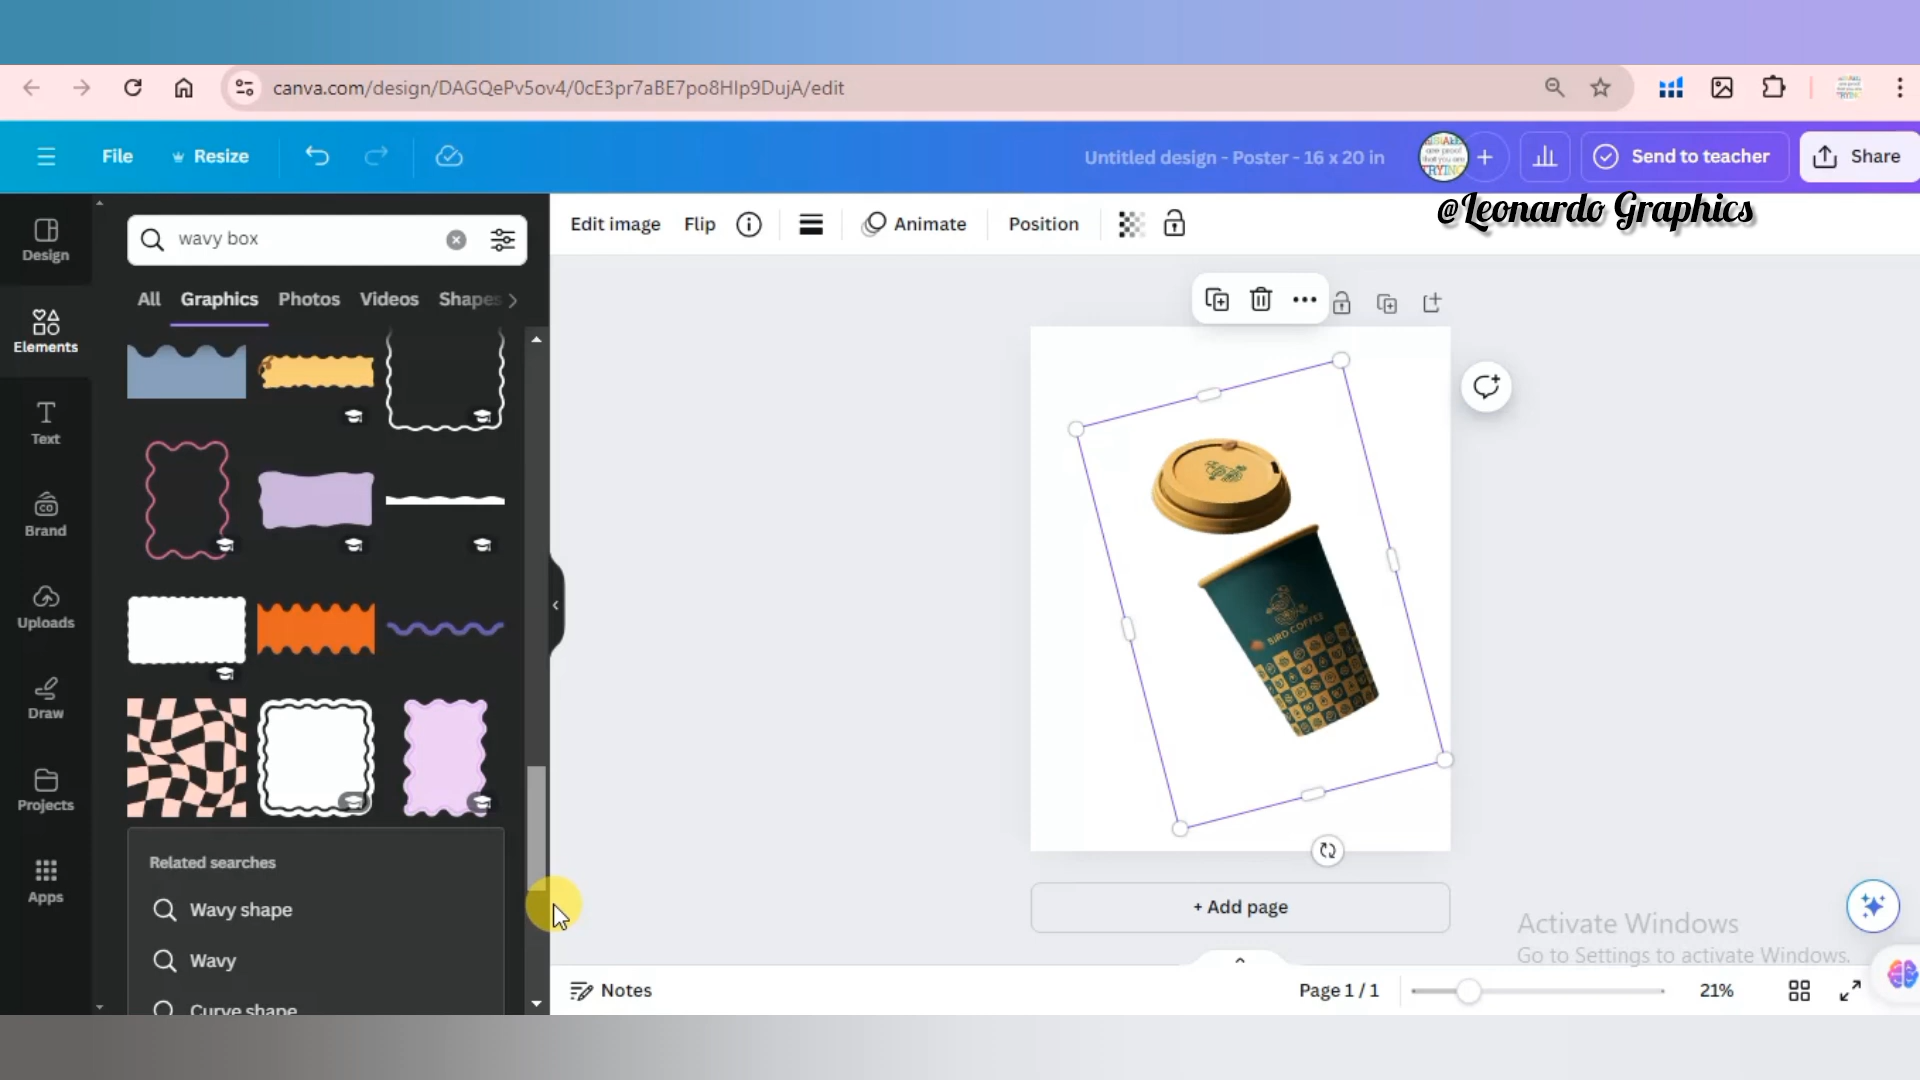 canva.com/design/DAGQePv5ov4/0cE3pr7aBE7po8HIp9DujA/edit
File
Resize
Untitled design - Poster - 16 x 20 in
Send to teacher
Share
@Leonardo Graphics
Design
Elements
Text
Brand
Uploads
Draw
Projects
Apps
wavy box
All
Graphics
Photos
Videos
Shapes
Related searches
Wavy shape
Wavy
Curve shape
Edit image
Flip
Animate
Position
BIRD COFFEE
+ Add page
Activate Windows
Go to Settings to activate Windows.
Notes
Page 1 / 1
21%